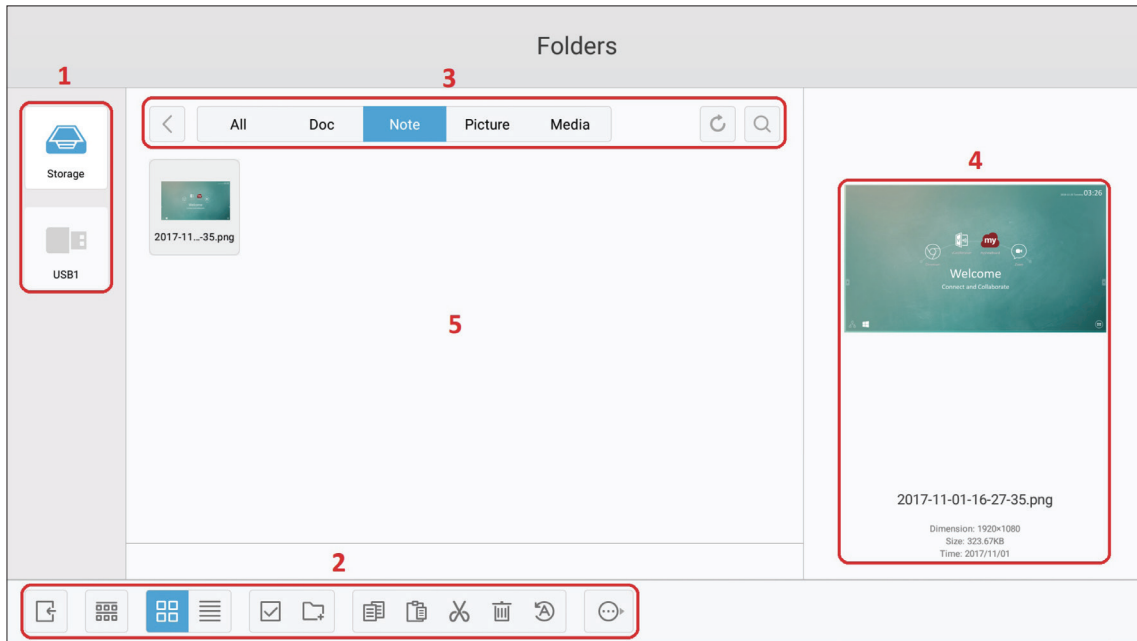 Folders
1
3
All Doc Note Picture Media
Storage
4
2017-11...-35.png
03:26
my
Welcome
Connect and Collaborate
USB1
5
2017-11-01-16-27-35.png
Dimension: 1920×1080
Size: 323.67KB
Time: 2017/11/01
2